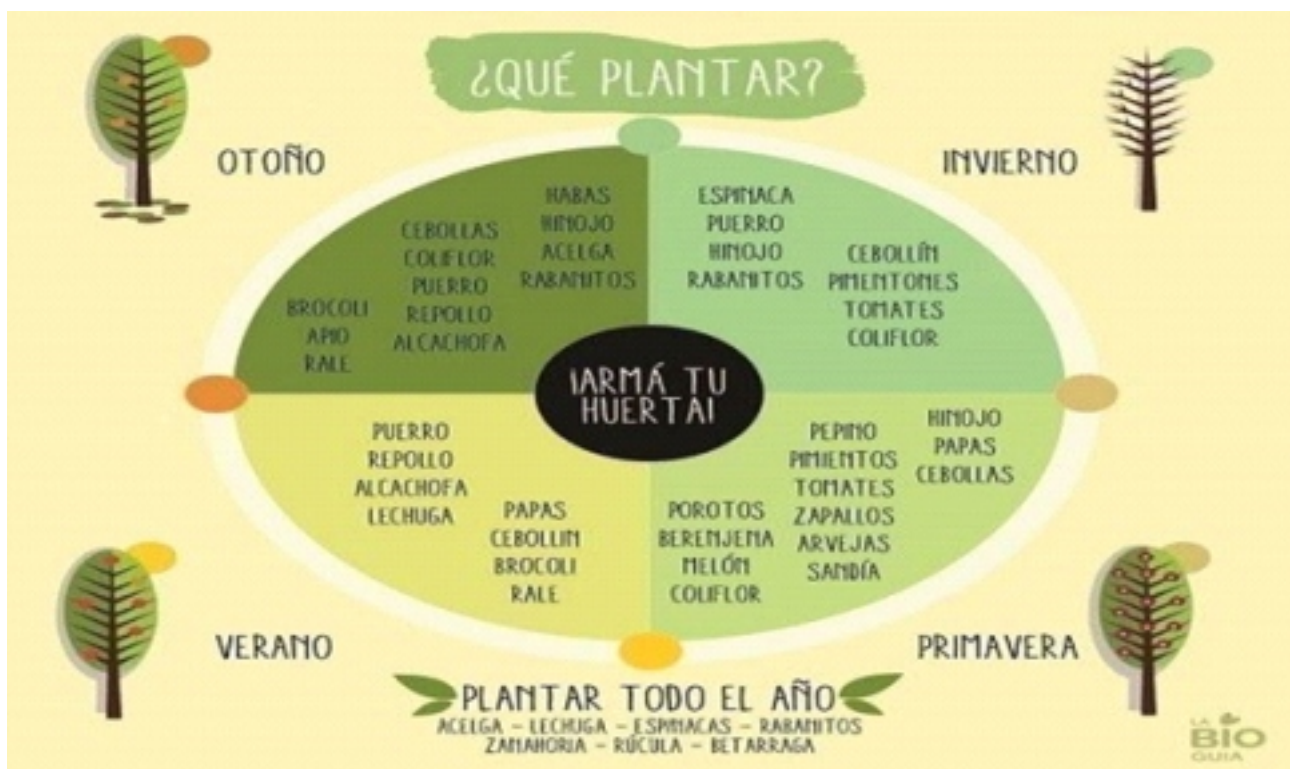 ¿QUÉ PLANTAR?
OTOÑO
HABAS
HINOJO
ACELGA
RABANITOS
CEBOLLAS
COLIFLOR
PUERRO
REPOLLO
ALCACHOFA
BROCOLI
APIO
RALE
INVIERNO
ESPINACA
PUERRO
HINOJO
RABANITOS
CEBOLLÍN
PIMENTONES
TOMATES
COLIFLOR
¡ARMÁ TU
HUERTA!
VERANO
PUERRO
REPOLLO
ALCACHOFA
LECHUGA
PAPAS
CEBOLLIN
BROCOLI
RALE
PRIMAVERA
POROTOS
BERENJENA
MELÓN
COLIFLOR
PEPINO
PIMIENTOS
TOMATES
ZAPALLOS
ARVEJAS
SANDÍA
HINOJO
PAPAS
CEBOLLAS
PLANTAR TODO EL AÑO
ACELGA - LECHUGA - ESPINACAS - RABANITOS
ZANAHORIA - RÚCULA - BETARRAGA
LA
BIO
GUIA